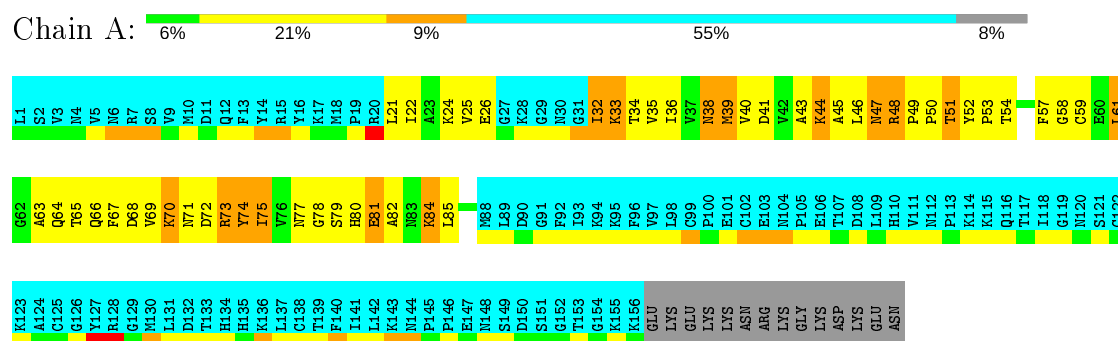 Chain A:
6% 21% 9% 55% 8%
L1 S2 V3 N4 V5 N6 R7 S8 V9 M10 D11 Q12 F13 Y14 R15 Y16 K17 M18 P19 R20 L21 I22 A23 K24 V25 E26 G27 K28 G29 N30 G31 I32 K33 T34 V35 I36 V37 N38 M39 V40 D41 V42 A43 K44 A45 L46 N47 R48 P49 P50 T51 Y52 P53 T54 F57 G58 C59 E60 L61
G62 A63 Q64 T65 Q66 F67 D68 V69 K70 N71 D72 R73 Y74 I75 V76 N77 G78 S79 H80 E81 A82 N83 K84 L85 M88 L89 D90 G91 F92 I93 K94 K95 F96 V97 L98 C99 P100 E101 C102 E103 N104 P105 E106 T107 D108 L109 H110 V111 N112 P113 K114 K115 Q116 T117 I118 G119 N120 S121 C122
K123 A124 C125 G126 Y127 R128 G129 M130 L131 D132 T133 H134 H135 K136 L137 C138 T139 F140 I141 L142 K143 N144 P145 P146 E147 N148 S149 D150 S151 G152 T153 G154 K155 K156 GLU LYS GLU LYS LYS ASN ARG LYS GLY LYS ASP LYS GLU ASN